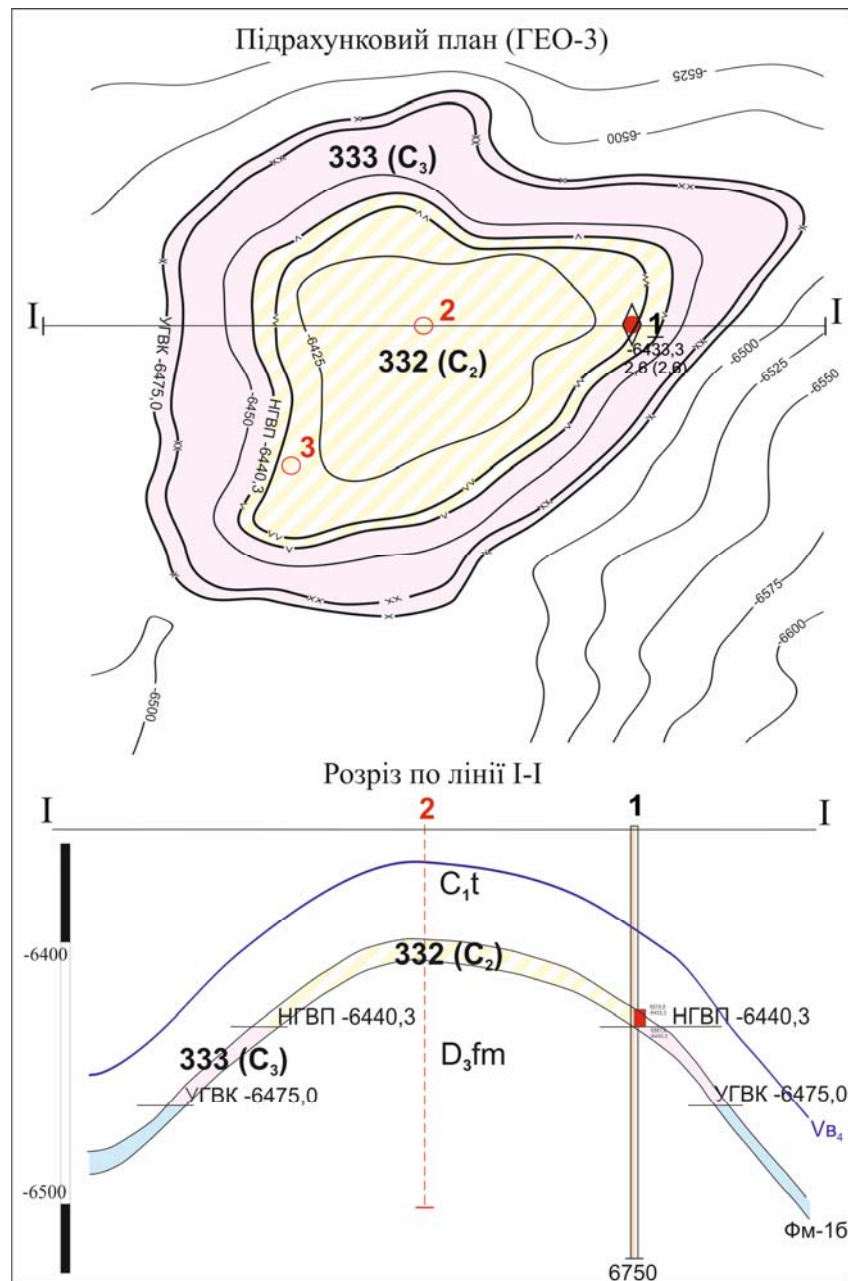 Підрахунковий план (ГЕО-3)
-6525
-6500
333 (C₃)
I
I
2
1
-6433,3
2,6 (2,6)
332 (C₂)
-6425
3
УГВК -6475,0
-6450
НГВП -6440,3
-6500
-6525
-6550
-6575
-6600
-6500
Розріз по лінії I-I
I
2
1
I
C₁t
-6400
332 (C₂)
НГВП -6440,3
НГВП -6440,3
333 (C₃)
D₃fm
УГВК -6475,0
УГВК -6475,0
Vв₄
-6500
Фм-1б
6750